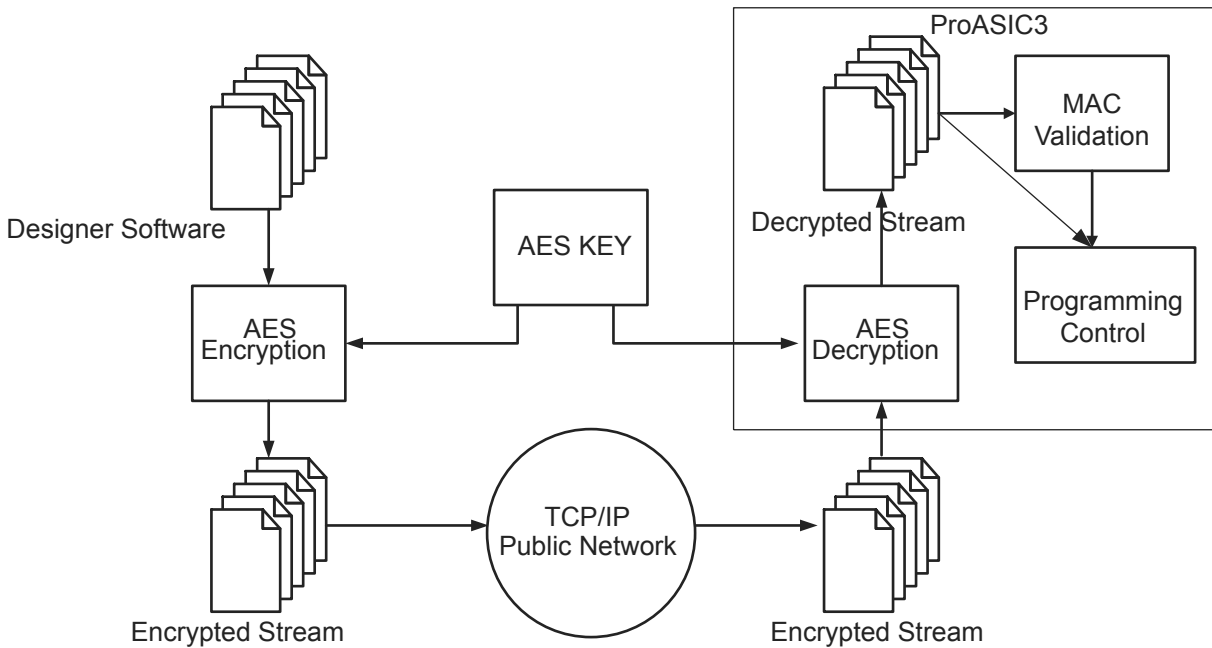 ProASIC3
MAC
Validation
Designer Software
Decrypted Stream
AES KEY
Programming
Control
AES
Encryption
AES
Decryption
TCP/IP
Public Network
Encrypted Stream
Encrypted Stream